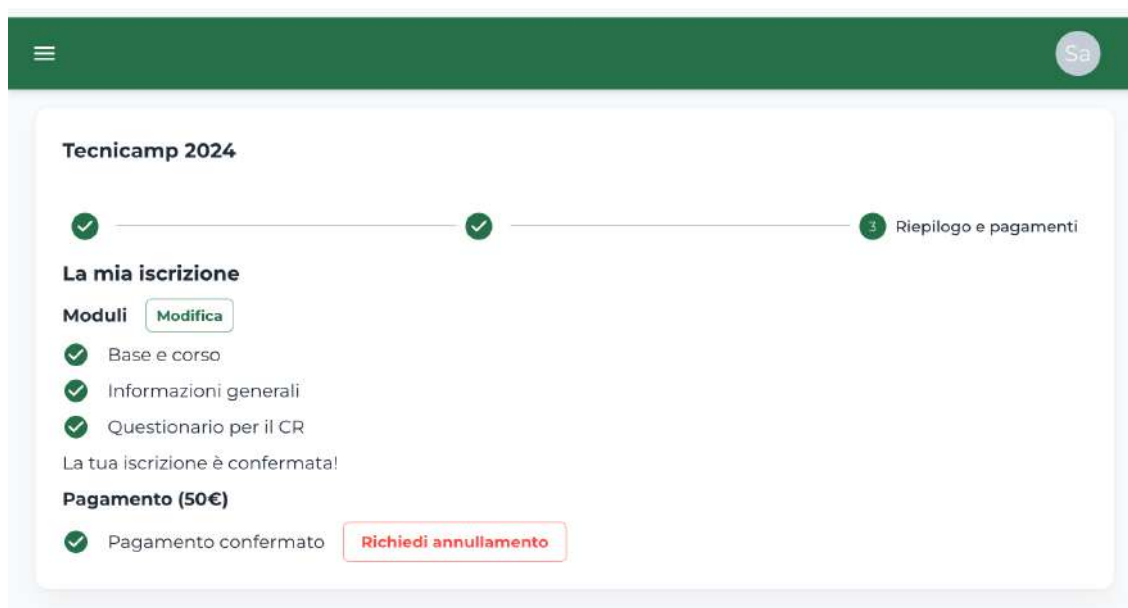 Sa
Tecnicamp 2024
3 Riepilogo e pagamenti
La mia iscrizione
Moduli Modifica
Base e corso
Informazioni generali
Questionario per il CR
La tua iscrizione è confermata!
Pagamento (50€)
Pagamento confermato Richiedi annullamento